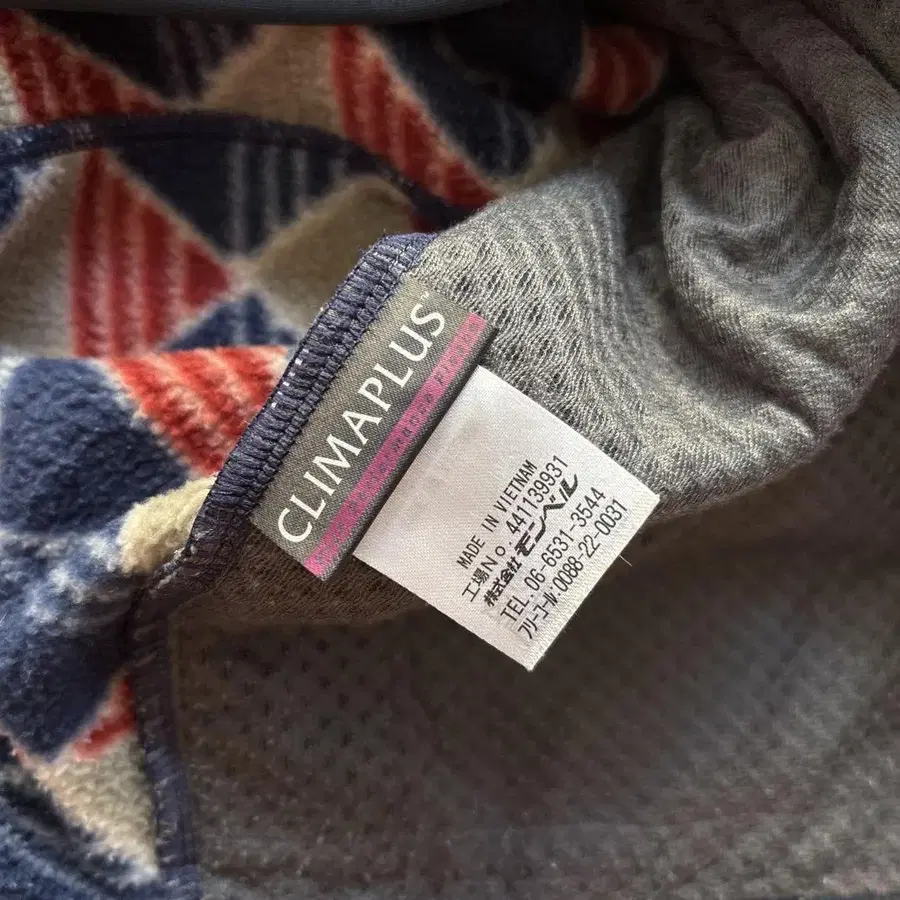 CLIMAPLUS™
MADE IN VIETNAM
工場No. 441139931
株式会社モンベル
TEL. 06-6531-3544
フリーコール:0088-22-0031